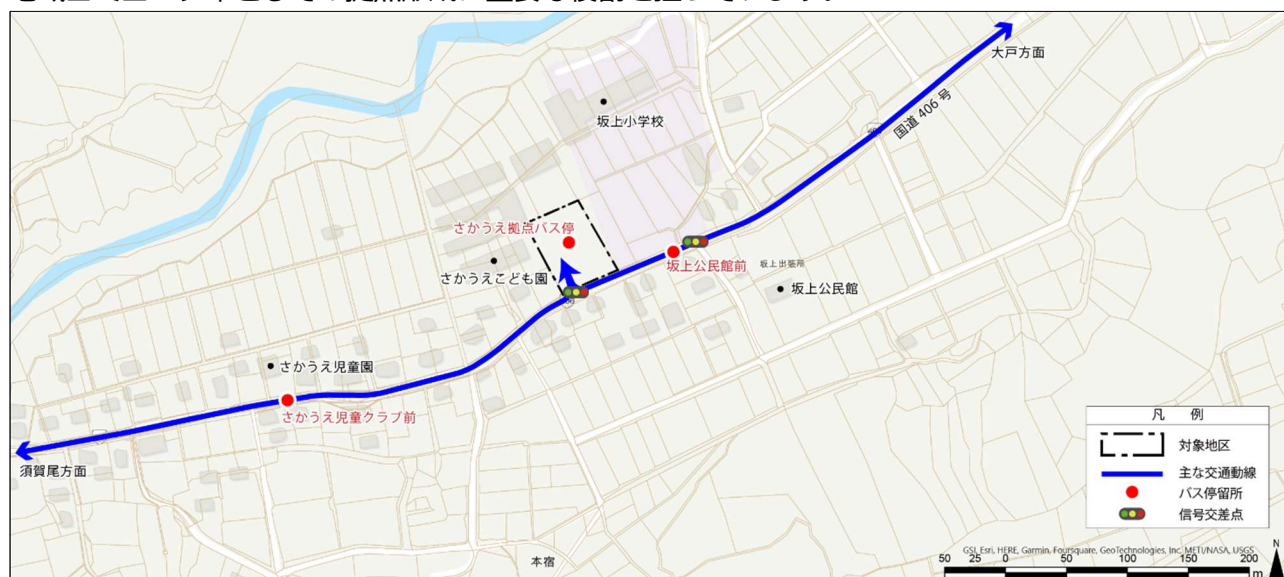 大戸方面
国道 406 号
坂上小学校
さかうえ拠点バス停
坂上公民館前
坂上出張所
さかうえこども園
坂上公民館
さかうえ児童園
さかうえ児童クラブ前
須賀尾方面
本宿
凡 例
対象地区
主な交通動線
バス停留所
信号交差点
GSI, Esri, HERE, Garmin, Foursquare, GeoTechnologies, Inc, METI/NASA, USGS
N
50 25 0 50 100 150 200
m